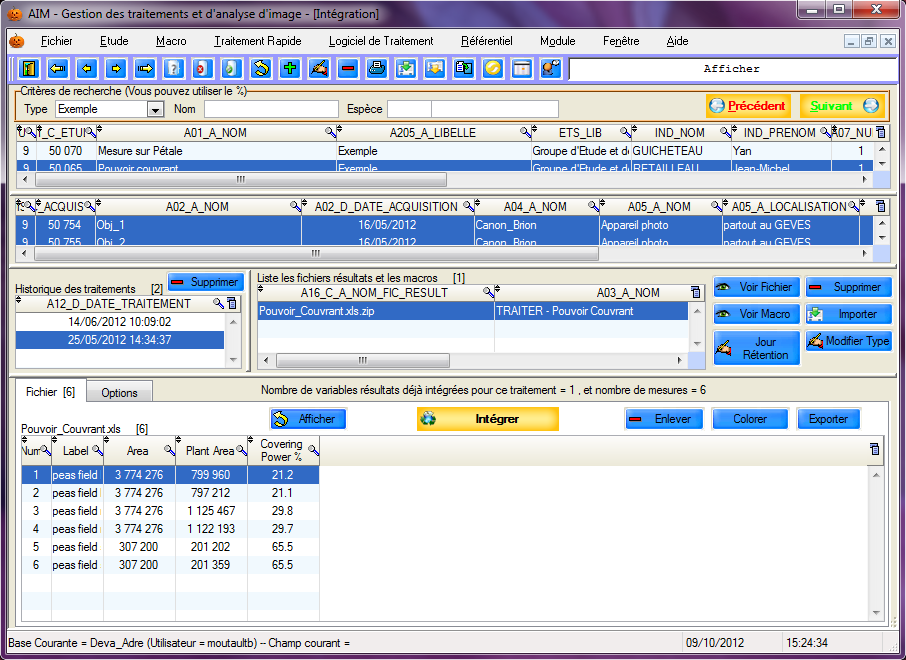 AIM - Gestion des traitements et d'analyse d'image - [Intégration]
Fichier Etude Macro Traitement Rapide Logiciel de Traitement Référentiel Module Fenêtre Aide
Afficher
Critères de recherche (Vous pouvez utiliser le %)
Type Exemple Nom Espèce Précédent Suivant
C_ETUI A01_A_NOM A205_A_LIBELLE ETS_LIB IND_NOM IND_PRENOM A07_NU
9 50 070 Mesure sur Pétale Exemple Groupe d'Etude et de GUICHETEAU Yan 1
9 50 065 Pouvoir couvrant Exemple Groupe d'Etude et de RETAILLEAU Jean-Michel 1
_ACQUIS A02_A_NOM A02_D_DATE_ACQUISITION A04_A_NOM A05_A_NOM A05_A_LOCALISATION
9 50 754 Obj_1 16/05/2012 Canon_Brion Appareil photo partout au GEVES
9 50 755 Obj_2 16/05/2012 Canon_Brion Appareil photo partout au GEVES
Historique des traitements [2] Supprimer
A12_D_DATE_TRAITEMENT
14/06/2012 10:09:02
25/05/2012 14:34:37
Liste les fichiers résultats et les macros [1]
A16_C_A_NOM_FIC_RESULT A03_A_NOM
Pouvoir_Couvrant.xls.zip TRAITER - Pouvoir Couvrant
Voir Fichier Supprimer
Voir Macro Importer
Jour Rétention Modifier Type
Fichier [6] Options
Nombre de variables résultats déjà intégrées pour ce traitement = 1 , et nombre de mesures = 6
Afficher Intégrer Enlever Colorer Exporter
Pouvoir_Couvrant.xls [6]
Num Label Area Plant Area Covering Power %
1 peas field 3 774 276 799 960 21.2
2 peas field 3 774 276 797 212 21.1
3 peas field 3 774 276 1 125 467 29.8
4 peas field 3 774 276 1 122 193 29.7
5 peas field 307 200 201 202 65.5
6 peas field 307 200 201 359 65.5
Base Courante = Deva_Adre (Utilisateur = moutaultb) -- Champ courant = 09/10/2012 15:24:34